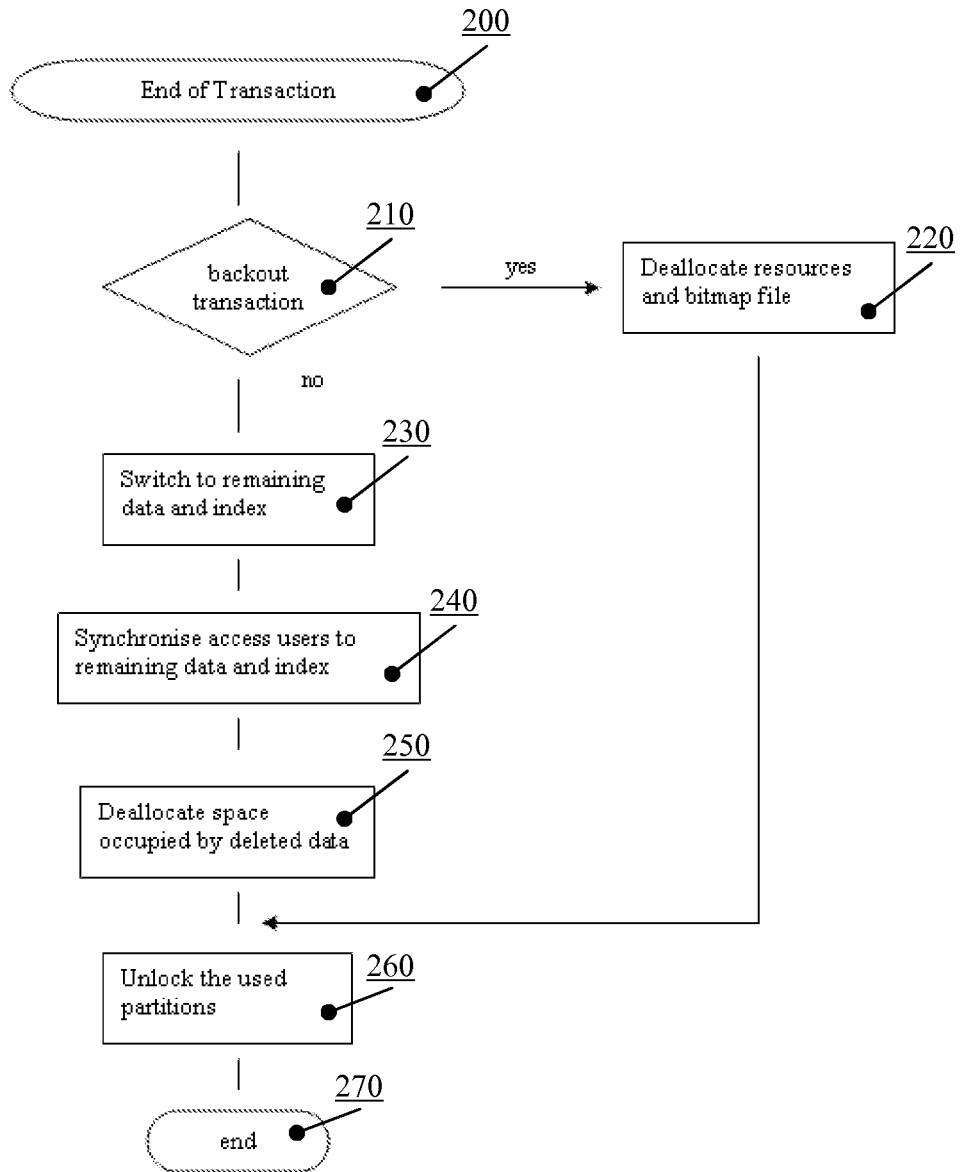 200
End of Transaction
210
backout
transaction
yes
220
Deallocate resources
and bitmap file
no
230
Switch to remaining
data and index
240
Synchronise access users to
remaining data and index
250
Deallocate space
occupied by deleted data
260
Unlock the used
partitions
270
end